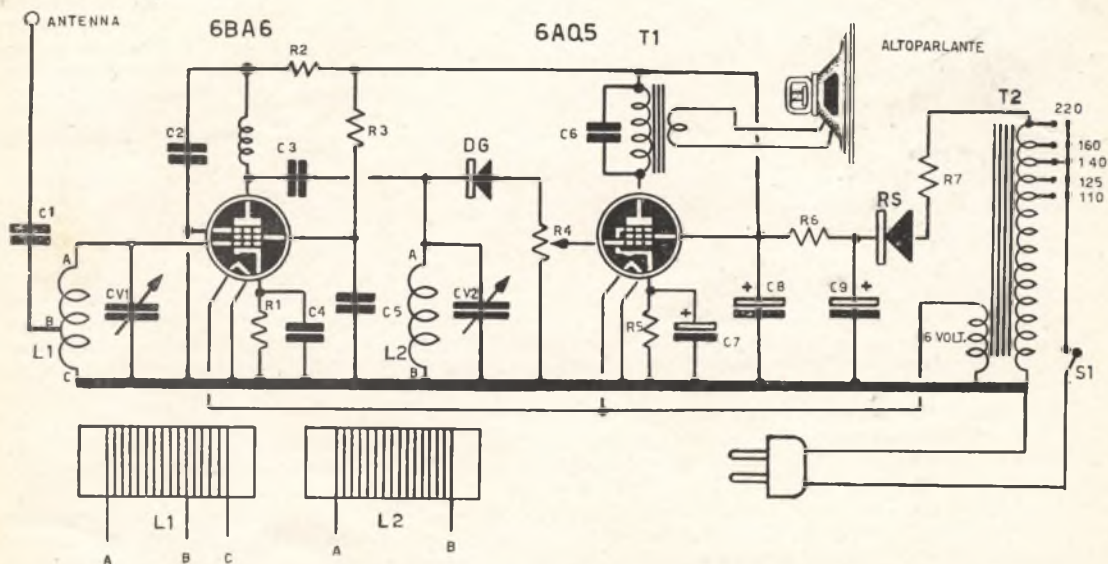 ANTENNA
6BA6
6AQ5
T1
ALTOPARLANTE
R2
T2
220
C2
R3
C6
160
140
125
110
C3
DG
R7
RS
R4
R6
C1
A
CV1
B
L1
C
R1
C4
C5
A
CV2
L2
B
R5
+
C7
+
C8
C9
+
6 VOLT.
S1
L1
L2
A
B
C
A
B